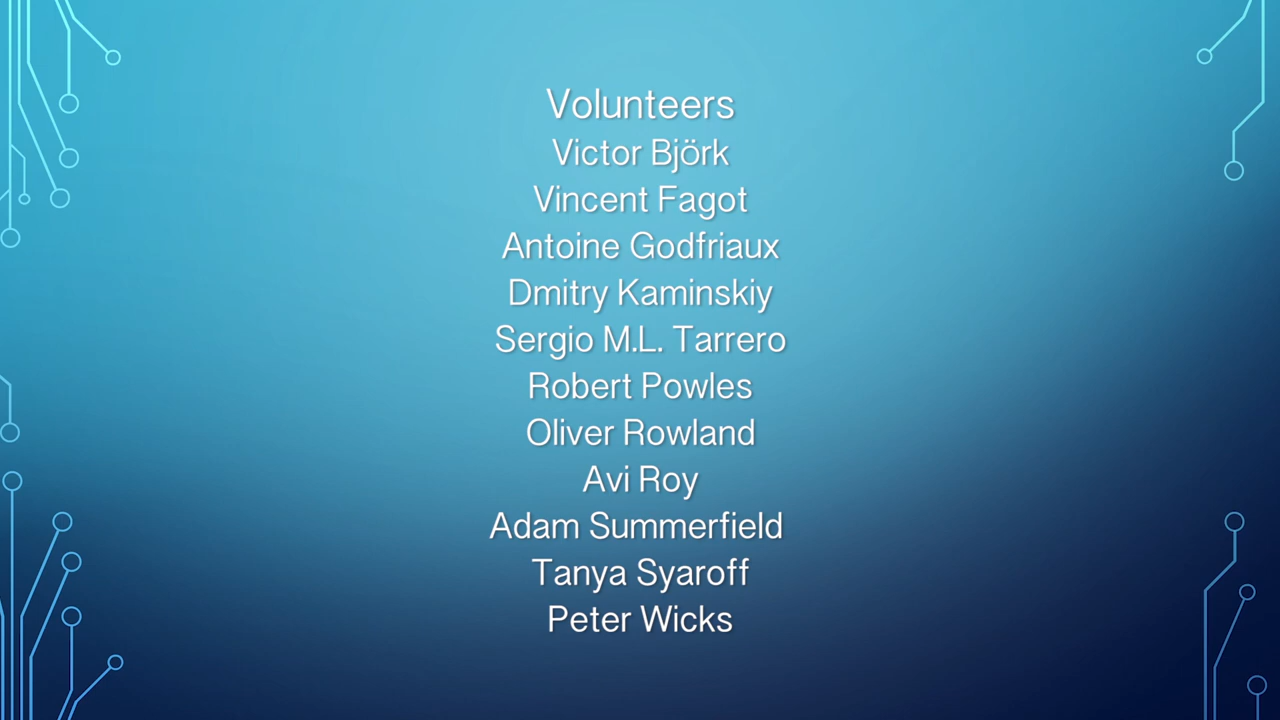 Volunteers
Victor Björk
Vincent Fagot
Antoine Godfriaux
Dmitry Kaminskiy
Sergio M.L. Tarrero
Robert Powles
Oliver Rowland
Avi Roy
Adam Summerfield
Tanya Syaroff
Peter Wicks